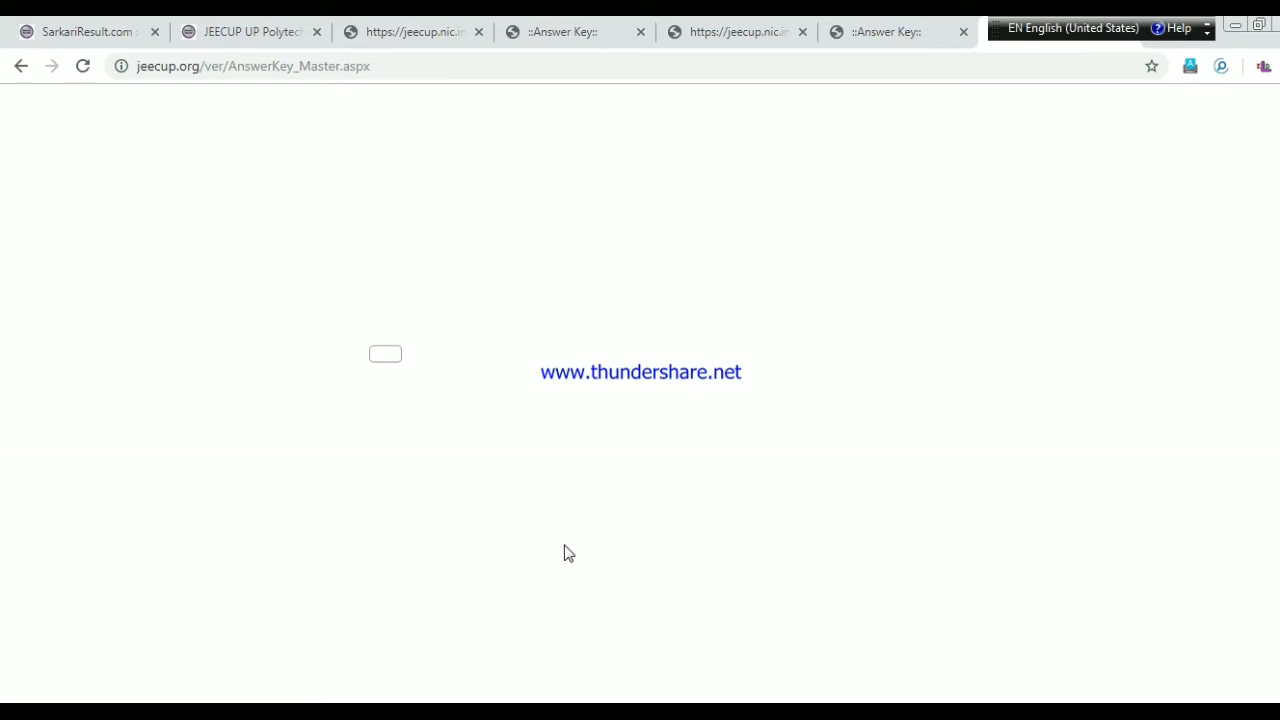 SarkariResult.com :
JEECUP UP Polytech
https://jeecup.nic.in
::Answer Key::
https://jeecup.nic.in
::Answer Key::
EN English (United States)
Help
jeecup.org/ver/AnswerKey_Master.aspx
www.thundershare.net